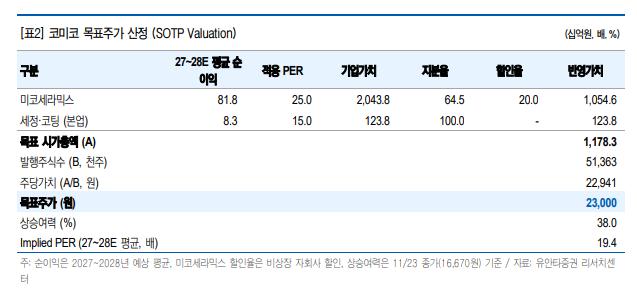 [표2] 코미코 목표주가 산정 (SOTP Valuation) (십억원, 배, %)
구분 27~28E 평균 순이익 적용 PER 기업가치 지분율 할인율 반영가치
미코세라믹스 81.8 25.0 2,043.8 64.5 20.0 1,054.6
세정·코팅 (본업) 8.3 15.0 123.8 100.0 - 123.8
목표 시가총액 (A) 1,178.3
발행주식수 (B, 천주) 51,363
주당가치 (A/B, 원) 22,941
목표주가 (원) 23,000
상승여력 (%) 38.0
Implied PER (27~28E 평균, 배) 19.4
주: 순이익은 2027~2028년 예상 평균, 미코세라믹스 할인율은 비상장 자회사 할인, 상승여력은 11/23 종가(16,670원) 기준 / 자료: 유안타증권 리서치센
터